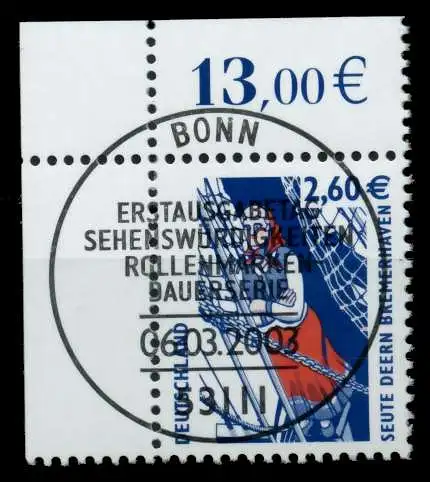 13,00€
BONN
2,60 €
ERSTAUSGABETAG
SEHENSWÜRDIGKEITEN
ROLLENMARKEN
DAUERSERIE
06.03.2003
53111
DEUTSCHLAND
SEUTE DEERN BREMERHAVEN